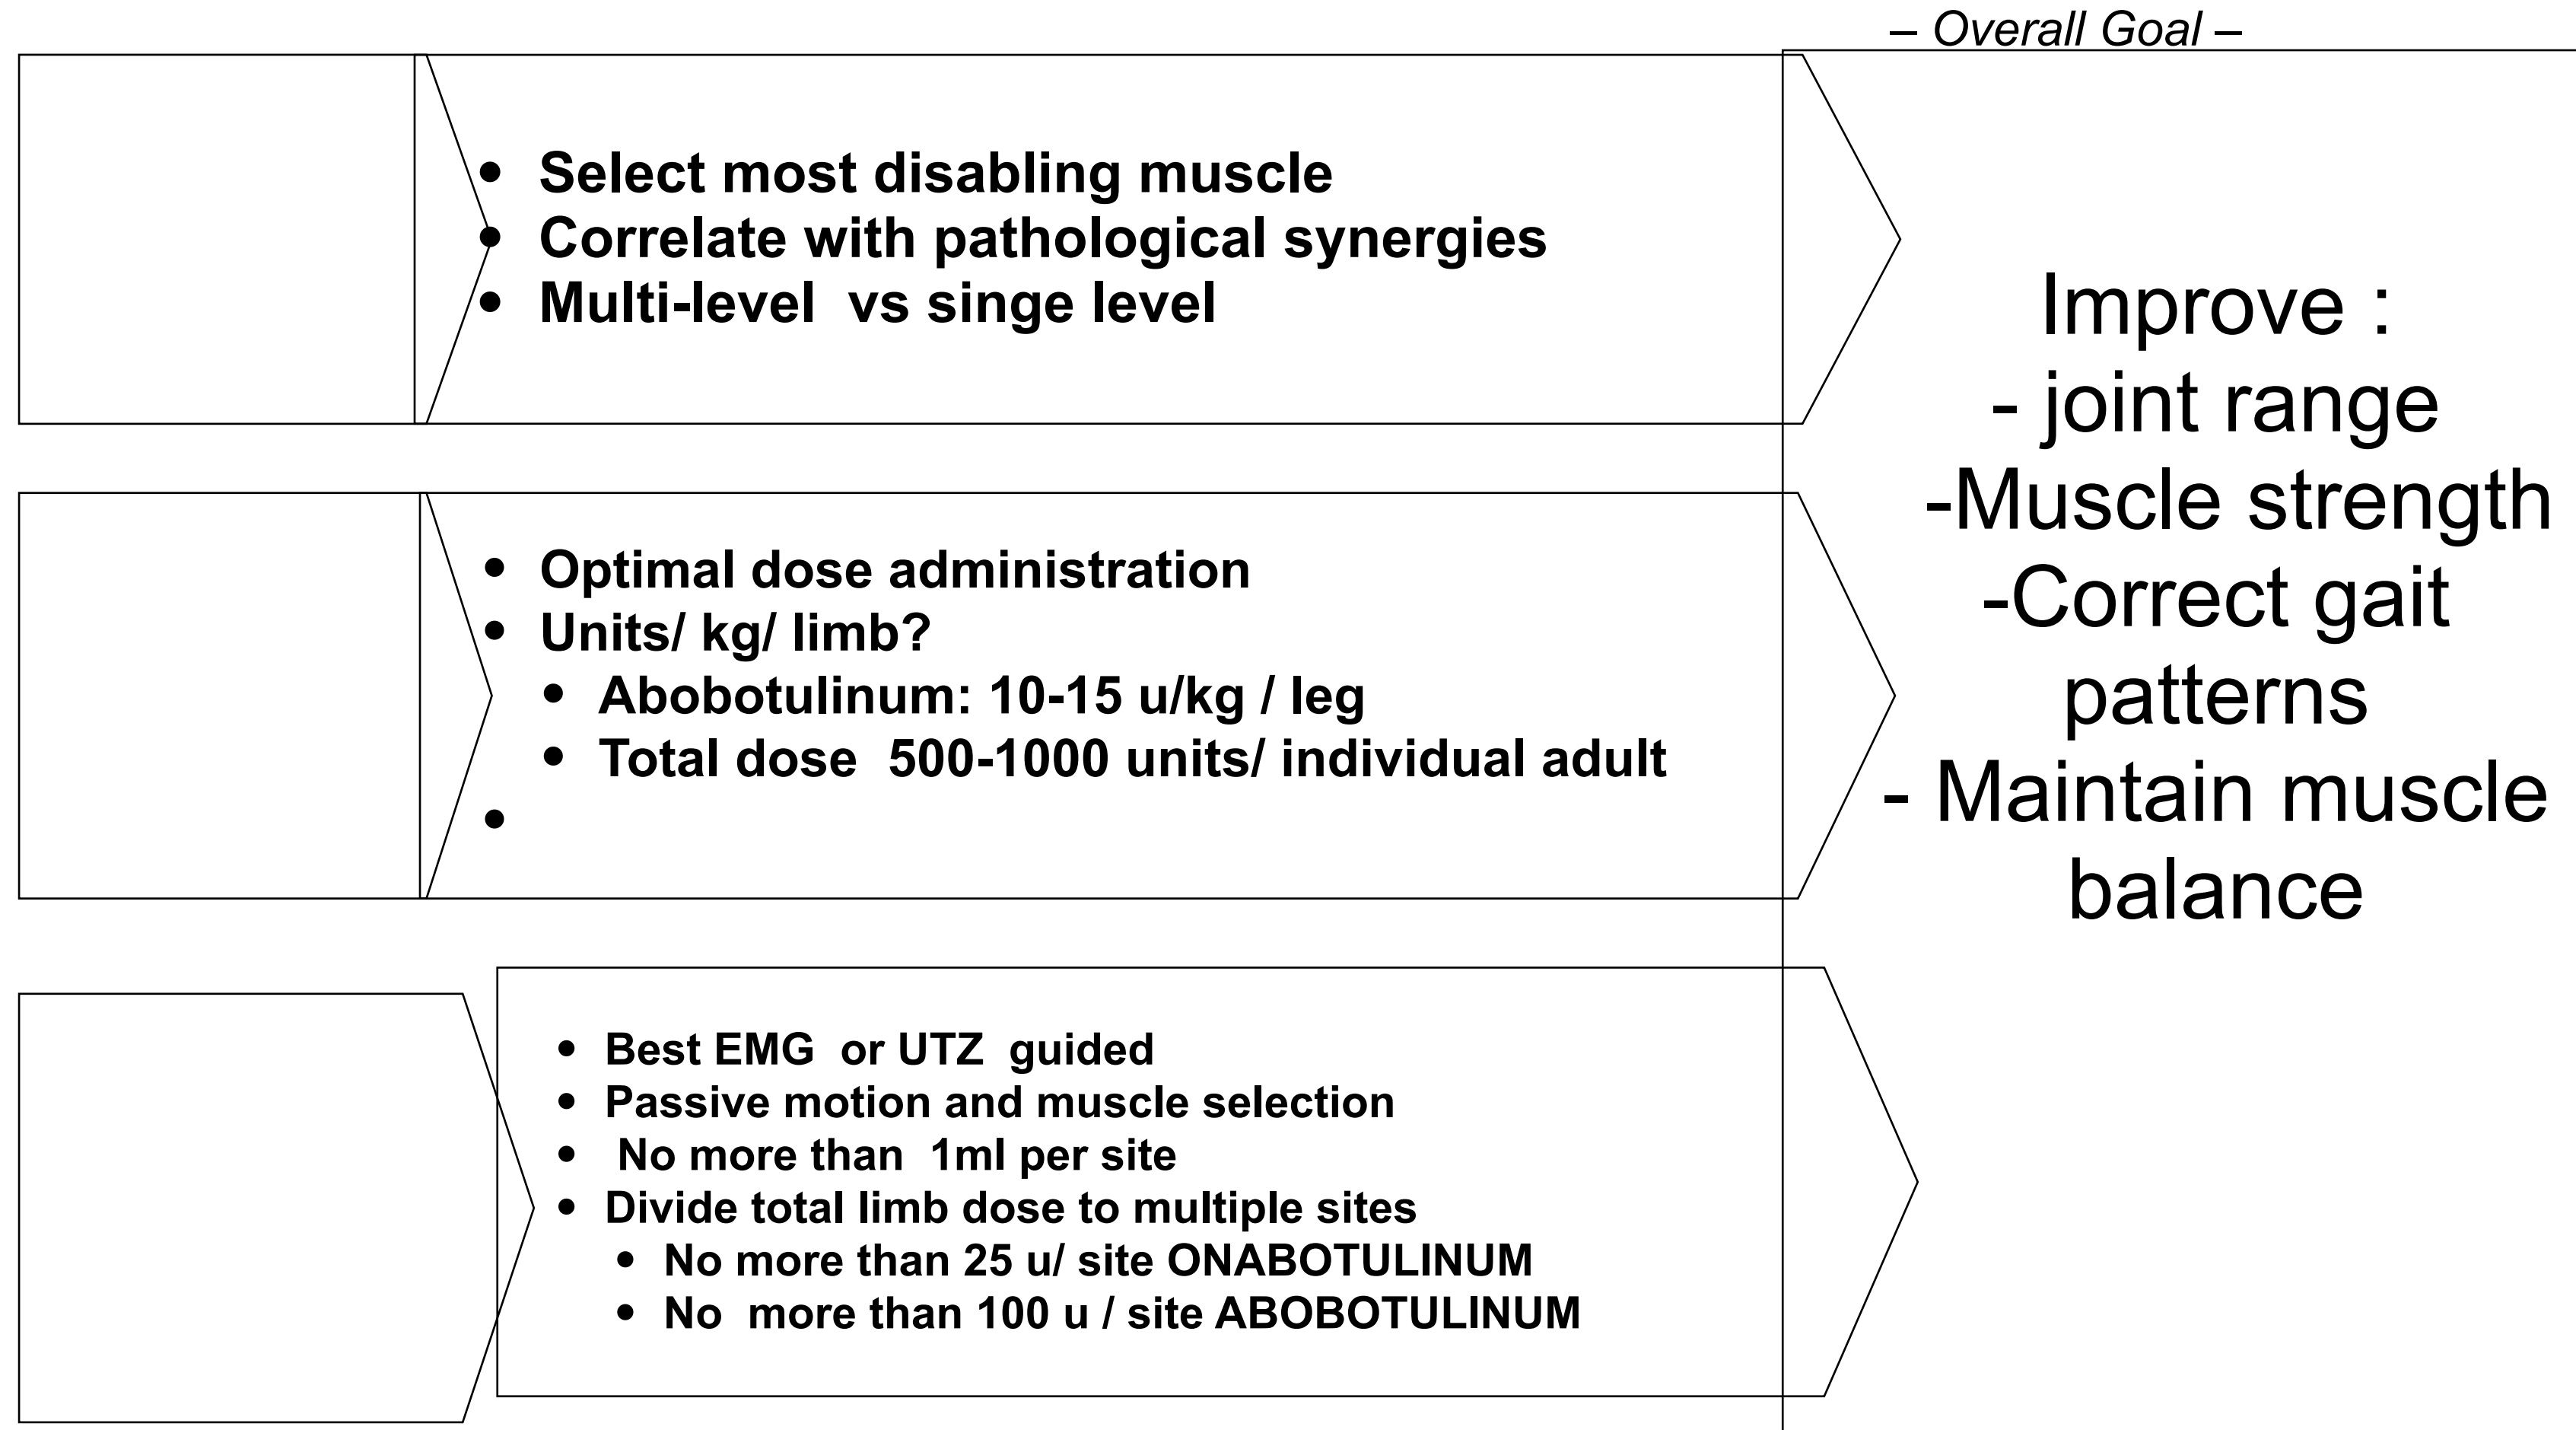 – Overall Goal –
• Select most disabling muscle
• Correlate with pathological synergies
• Multi-level  vs singe level
• Optimal dose administration
• Units/ kg/ limb?
• Abobotulinum: 10-15 u/kg / leg
• Total dose  500-1000 units/ individual adult
•
• Best EMG  or UTZ  guided
• Passive motion and muscle selection
• No more than  1ml per site
• Divide total limb dose to multiple sites
• No more than 25 u/ site ONABOTULINUM
• No  more than 100 u / site ABOBOTULINUM
Improve :
- joint range
-Muscle strength
-Correct gait
patterns
- Maintain muscle
balance